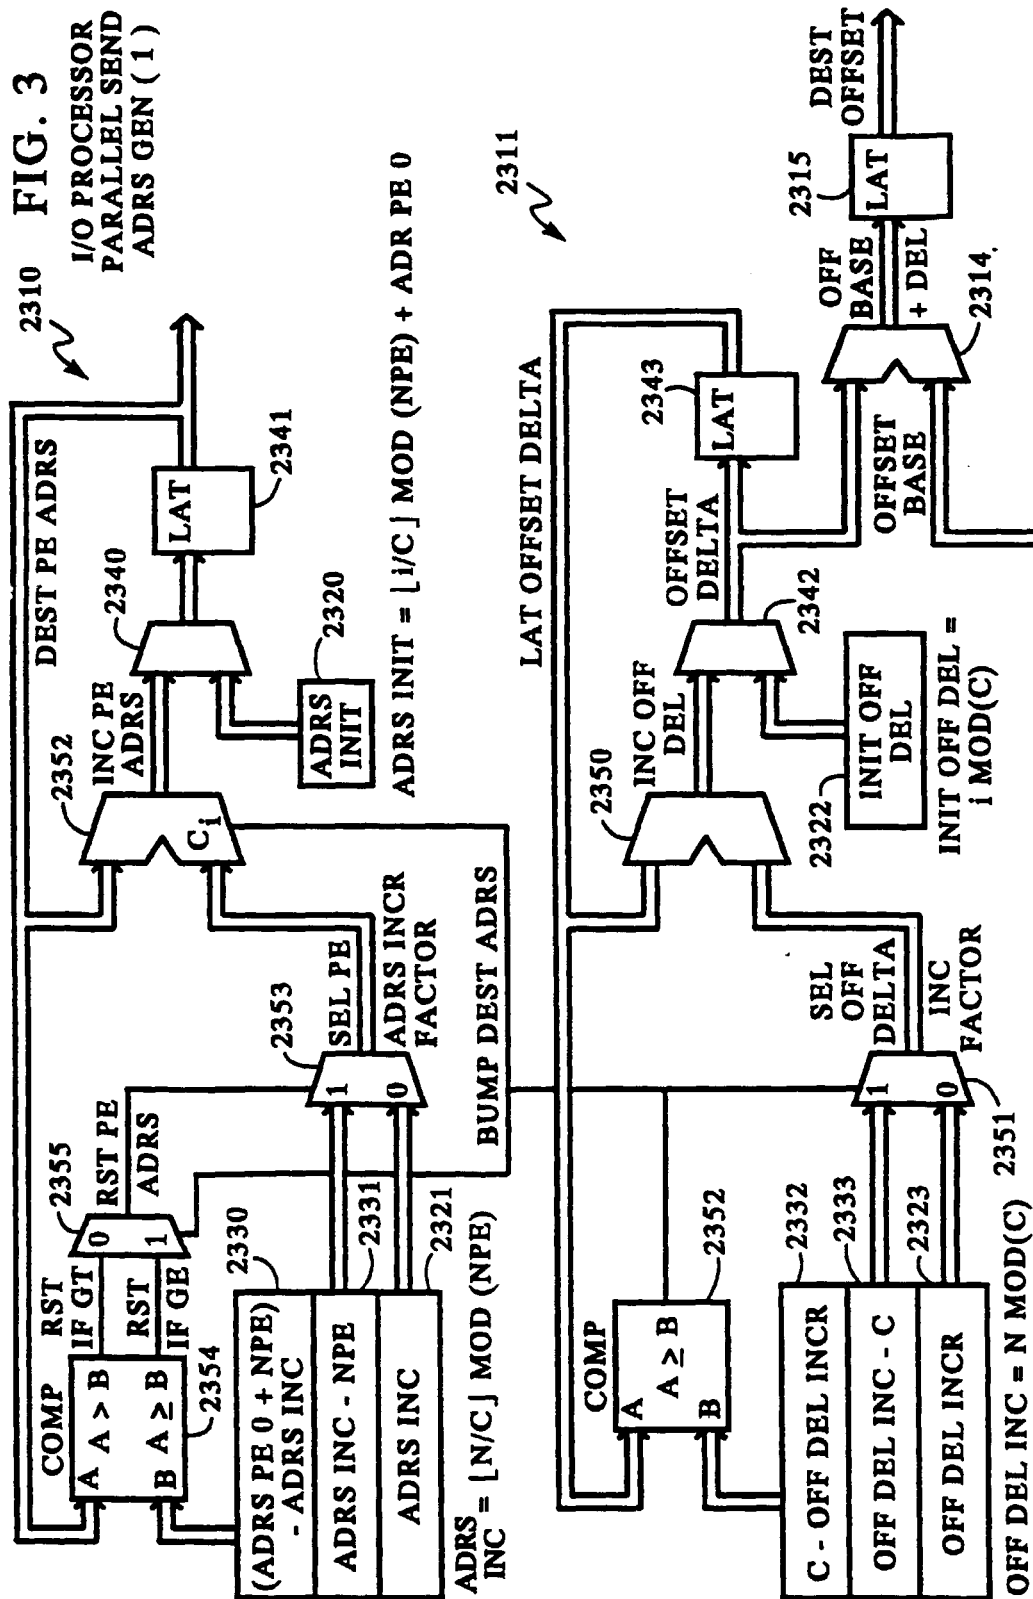 FIG. 3
I/O PROCESSOR
PARALLEL SEND
ADRS GEN ( 1 )
2310
DEST PE ADRS
COMP
A A > B
B A ≥ B
2354
RST
IF GT
RST
IF GE
2355
0
1
RST PE
ADRS
2330
(ADRS PE 0 + NPE)
- ADRS INC
2331
ADRS INC - NPE
2321
ADRS INC
ADRS
INC = ⌊N/C⌋ MOD (NPE)
2353
1
0
SEL PE
ADRS INCR
FACTOR
BUMP DEST ADRS
2352
Ci
INC PE
ADRS
2340
2320
ADRS
INIT
ADRS INIT = ⌊i/C⌋ MOD (NPE) + ADR PE 0
LAT
2341
2311
LAT OFFSET DELTA
COMP
A
A ≥ B
B
2352
2332
C - OFF DEL INCR
2333
OFF DEL INC - C
2323
OFF DEL INCR
OFF DEL INC = N MOD(C)
1
0
2351
SEL
OFF
DELTA
INC
FACTOR
2350
INC OFF
DEL
2342
2322
INIT OFF
DEL
INIT OFF DEL =
i MOD(C)
OFFSET
DELTA
LAT
2343
OFFSET
BASE
2314
OFF
BASE
+ DEL
2315
LAT
DEST
OFFSET